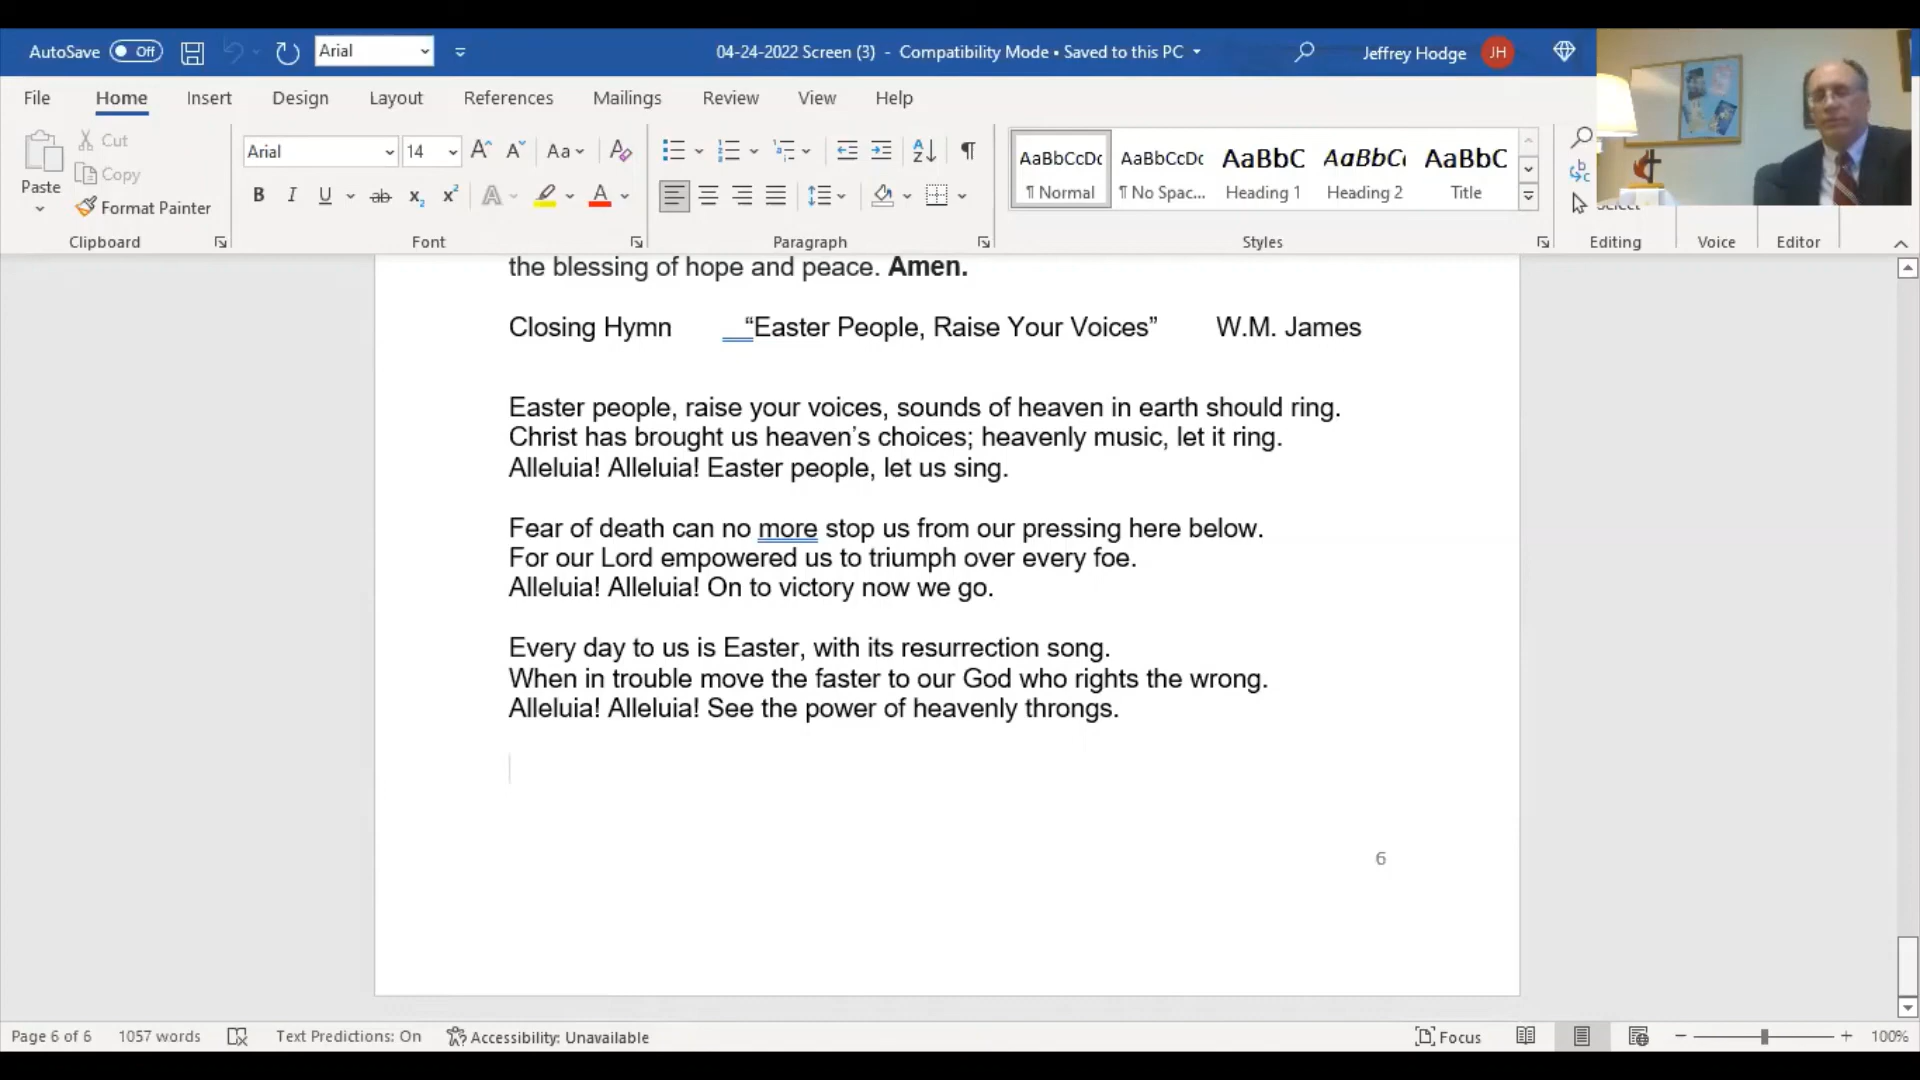 AutoSave Off Arial 04-24-2022 Screen (3) - Compatibility Mode • Saved to this PC Jeffrey Hodge JH
File Home Insert Design Layout References Mailings Review View Help
Paste Cut Copy Format Painter
Arial 14
AaBbCcDc AaBbCcDc AaBbC AaBbC AaBbC
¶ Normal ¶ No Spac... Heading 1 Heading 2 Title
Clipboard Font Paragraph Styles Editing Voice Editor
the blessing of hope and peace. Amen.
Closing Hymn “Easter People, Raise Your Voices” W.M. James
Easter people, raise your voices, sounds of heaven in earth should ring.
Christ has brought us heaven’s choices; heavenly music, let it ring.
Alleluia! Alleluia! Easter people, let us sing.
Fear of death can no more stop us from our pressing here below.
For our Lord empowered us to triumph over every foe.
Alleluia! Alleluia! On to victory now we go.
Every day to us is Easter, with its resurrection song.
When in trouble move the faster to our God who rights the wrong.
Alleluia! Alleluia! See the power of heavenly throngs.
6
Page 6 of 6 1057 words Text Predictions: On Accessibility: Unavailable Focus 100%